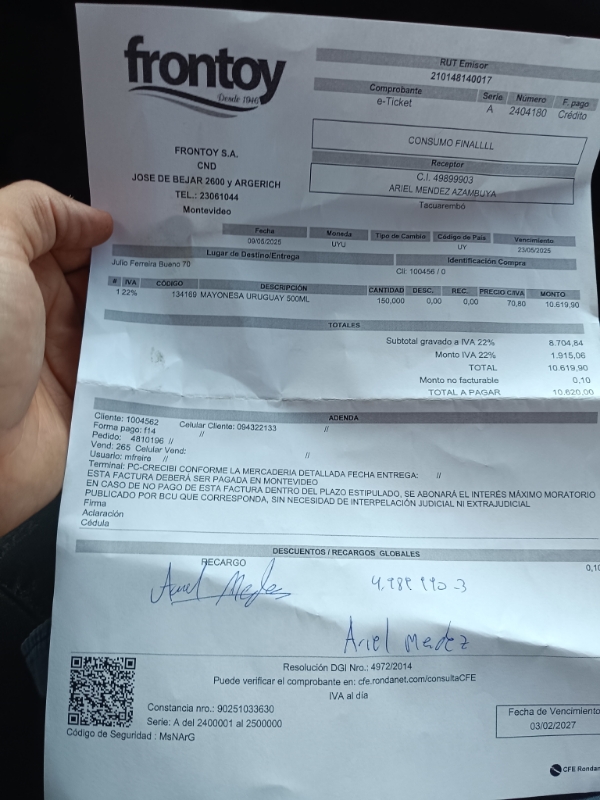 frontoy
Desde 1946
FRONTOY S.A.
CND
JOSE DE BEJAR 2600 y ARGERICH
TEL.: 23061044
Montevideo
RUT Emisor
210148140017
Comprobante Serie Numero F. pago
e-Ticket A 2404180 Crédito
CONSUMO FINALLLL
Receptor
C.I. 49899903
ARIEL MENDEZ AZAMBUYA
Tacuarembó
Fecha Moneda Tipo de Cambio Código de País Vencimiento
09/05/2025 UYU UY 23/05/2025
Lugar de Destino/Entrega Identificación Compra
Julio Ferreira Bueno 70 Cli: 100456 / 0
# IVA CÓDIGO DESCRIPCIÓN CANTIDAD DESC. REC. PRECIO C/IVA MONTO
1 22% 134169 MAYONESA URUGUAY 500ML 150,000 0,00 0,00 70,80 10.619,90
TOTALES
Subtotal gravado a IVA 22% 8.704,84
Monto IVA 22% 1.915,06
TOTAL 10.619,90
Monto no facturable 0,10
TOTAL A PAGAR 10.620,00
ADENDA
Cliente: 1004562 Celular Cliente: 094322133 //
Forma pago: f14 //
Pedido: 4810196 //
Vend: 265 Celular Vend: //
Usuario: mfreire //
Terminal: PC-CRECIBI CONFORME LA MERCADERIA DETALLADA FECHA ENTREGA: //
ESTA FACTURA DEBERÁ SER PAGADA EN MONTEVIDEO
EN CASO DE NO PAGO DE ESTA FACTURA DENTRO DEL PLAZO ESTIPULADO, SE ABONARÁ EL INTERÉS MÁXIMO MORATORIO
PUBLICADO POR BCU QUE CORRESPONDA, SIN NECESIDAD DE INTERPELACIÓN JUDICIAL NI EXTRAJUDICIAL
Firma
Aclaración
Cédula
DESCUENTOS / RECARGOS GLOBALES
RECARGO 0,10
Ariel Mendez 4.989.990-3
Ariel Mendez
Resolución DGI Nro.: 4972/2014
Puede verificar el comprobante en: cfe.rondanet.com/consultaCFE
IVA al día
Constancia nro.: 90251033630
Serie: A del 2400001 al 2500000
Código de Seguridad : MsNArG
Fecha de Vencimiento
03/02/2027
CFE Rondan